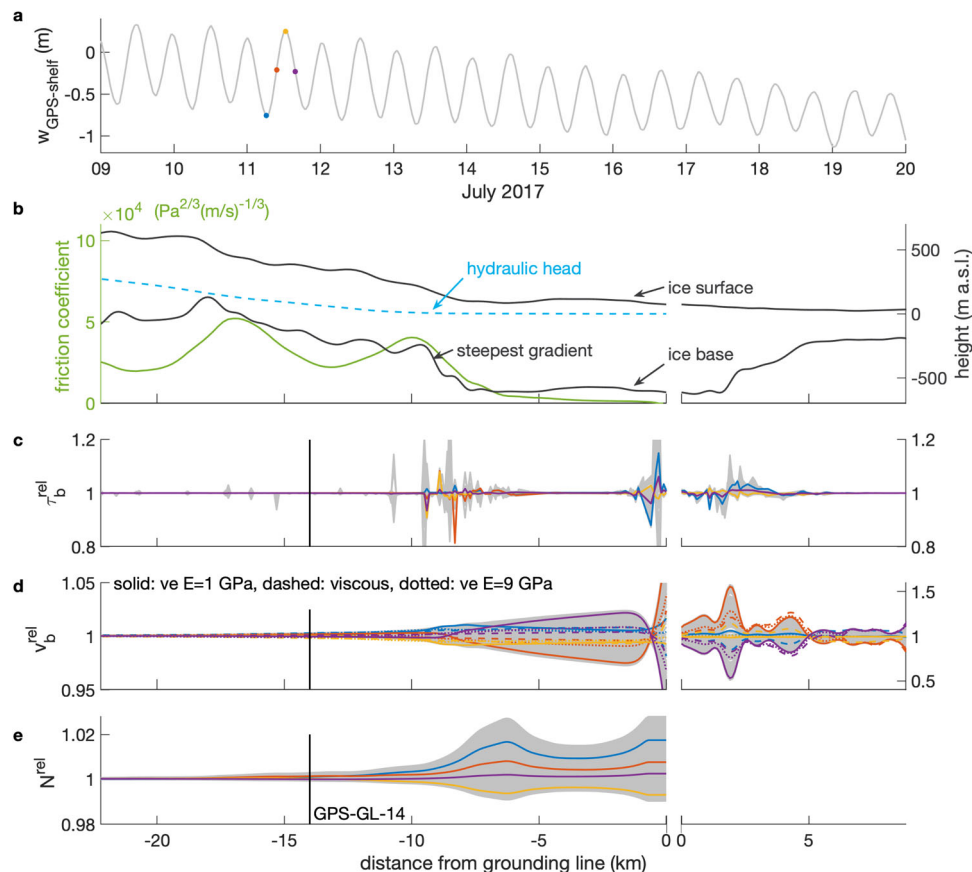 a
w_GPS-shelf (m)
0
-0.5
-1
09 10 11 12 13 14 15 16 17 18 19 20
July 2017
b
×10^4 (Pa^2/3(m/s)^-1/3)
friction coefficient
10
5
0
hydraulic head
ice surface
steepest gradient
ice base
500
0
-500
height (m a.s.l.)
c
τ_b^rel
1.2
1
0.8
1.2
1
0.8
d
solid: ve E=1 GPa, dashed: viscous, dotted: ve E=9 GPa
v_b^rel
1.05
1
0.95
1.5
1
0.5
e
N^rel
1.02
1
0.98
GPS-GL-14
-20 -15 -10 -5 0 5
distance from grounding line (km)